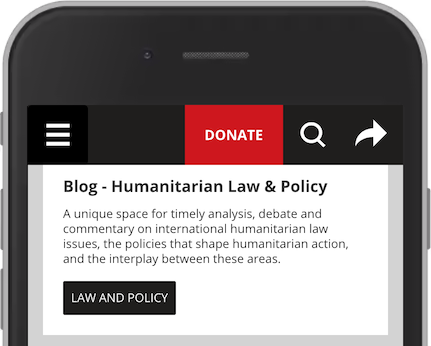 DONATE
Blog - Humanitarian Law & Policy
A unique space for timely analysis, debate and
commentary on international humanitarian law
issues, the policies that shape humanitarian action,
and the interplay between these areas.
LAW AND POLICY